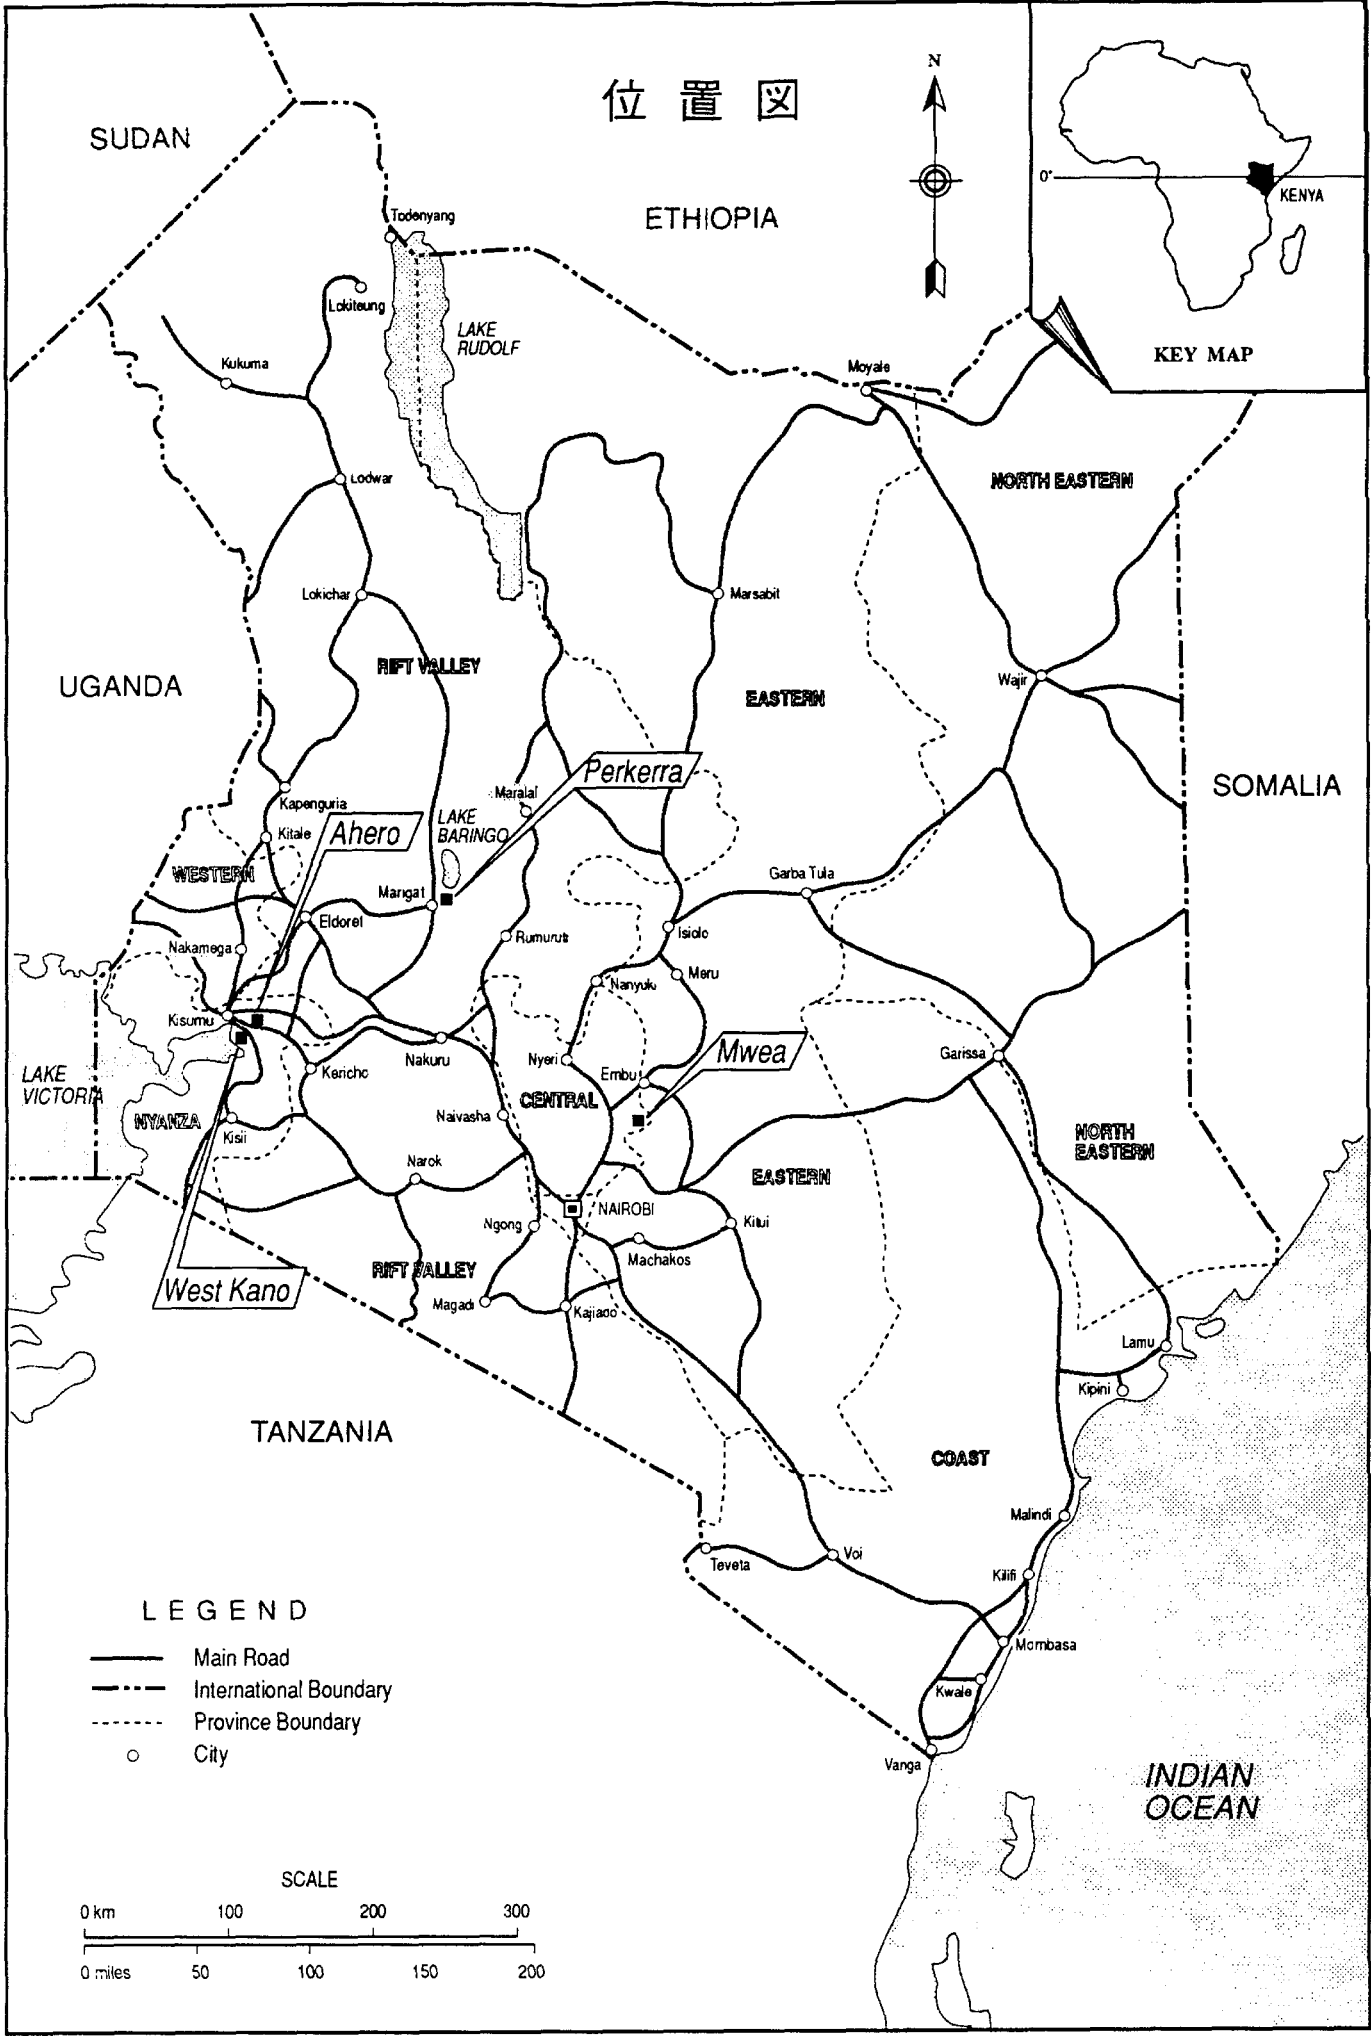 位置図
N
SUDAN
ETHIOPIA
0°
KENYA
KEY MAP
Todenyang
Lokiteung
LAKE
RUDOLF
Kukuma
Moyale
Lodwar
NORTH EASTERN
Lokichar
Marsabit
RIFT VALLEY
UGANDA
EASTERN
Wajir
SOMALIA
Perkerra
Maralal
Kapenguria
LAKE
BARINGO
Ahero
Kitale
WESTERN
Garba Tula
Marigat
Eldoret
Isiolo
Rumuruti
Nakamega
Meru
Nanyuki
Kisumu
Mwea
Nakuru
Nyeri
Garissa
Kericho
Embu
LAKE
VICTORIA
CENTRAL
Naivasha
NYANZA
Kisii
NORTH
EASTERN
Narok
EASTERN
NAIROBI
Ngong
Kitui
Machakos
RIFT VALLEY
West Kano
Magadi
Kajiado
Lamu
Kipini
TANZANIA
COAST
Malindi
Voi
Teveta
Kilifi
LEGEND
Mombasa
Main Road
International Boundary
Kwale
Province Boundary
City
Vanga
INDIAN
OCEAN
SCALE
0 km 100 200 300
0 miles 50 100 150 200